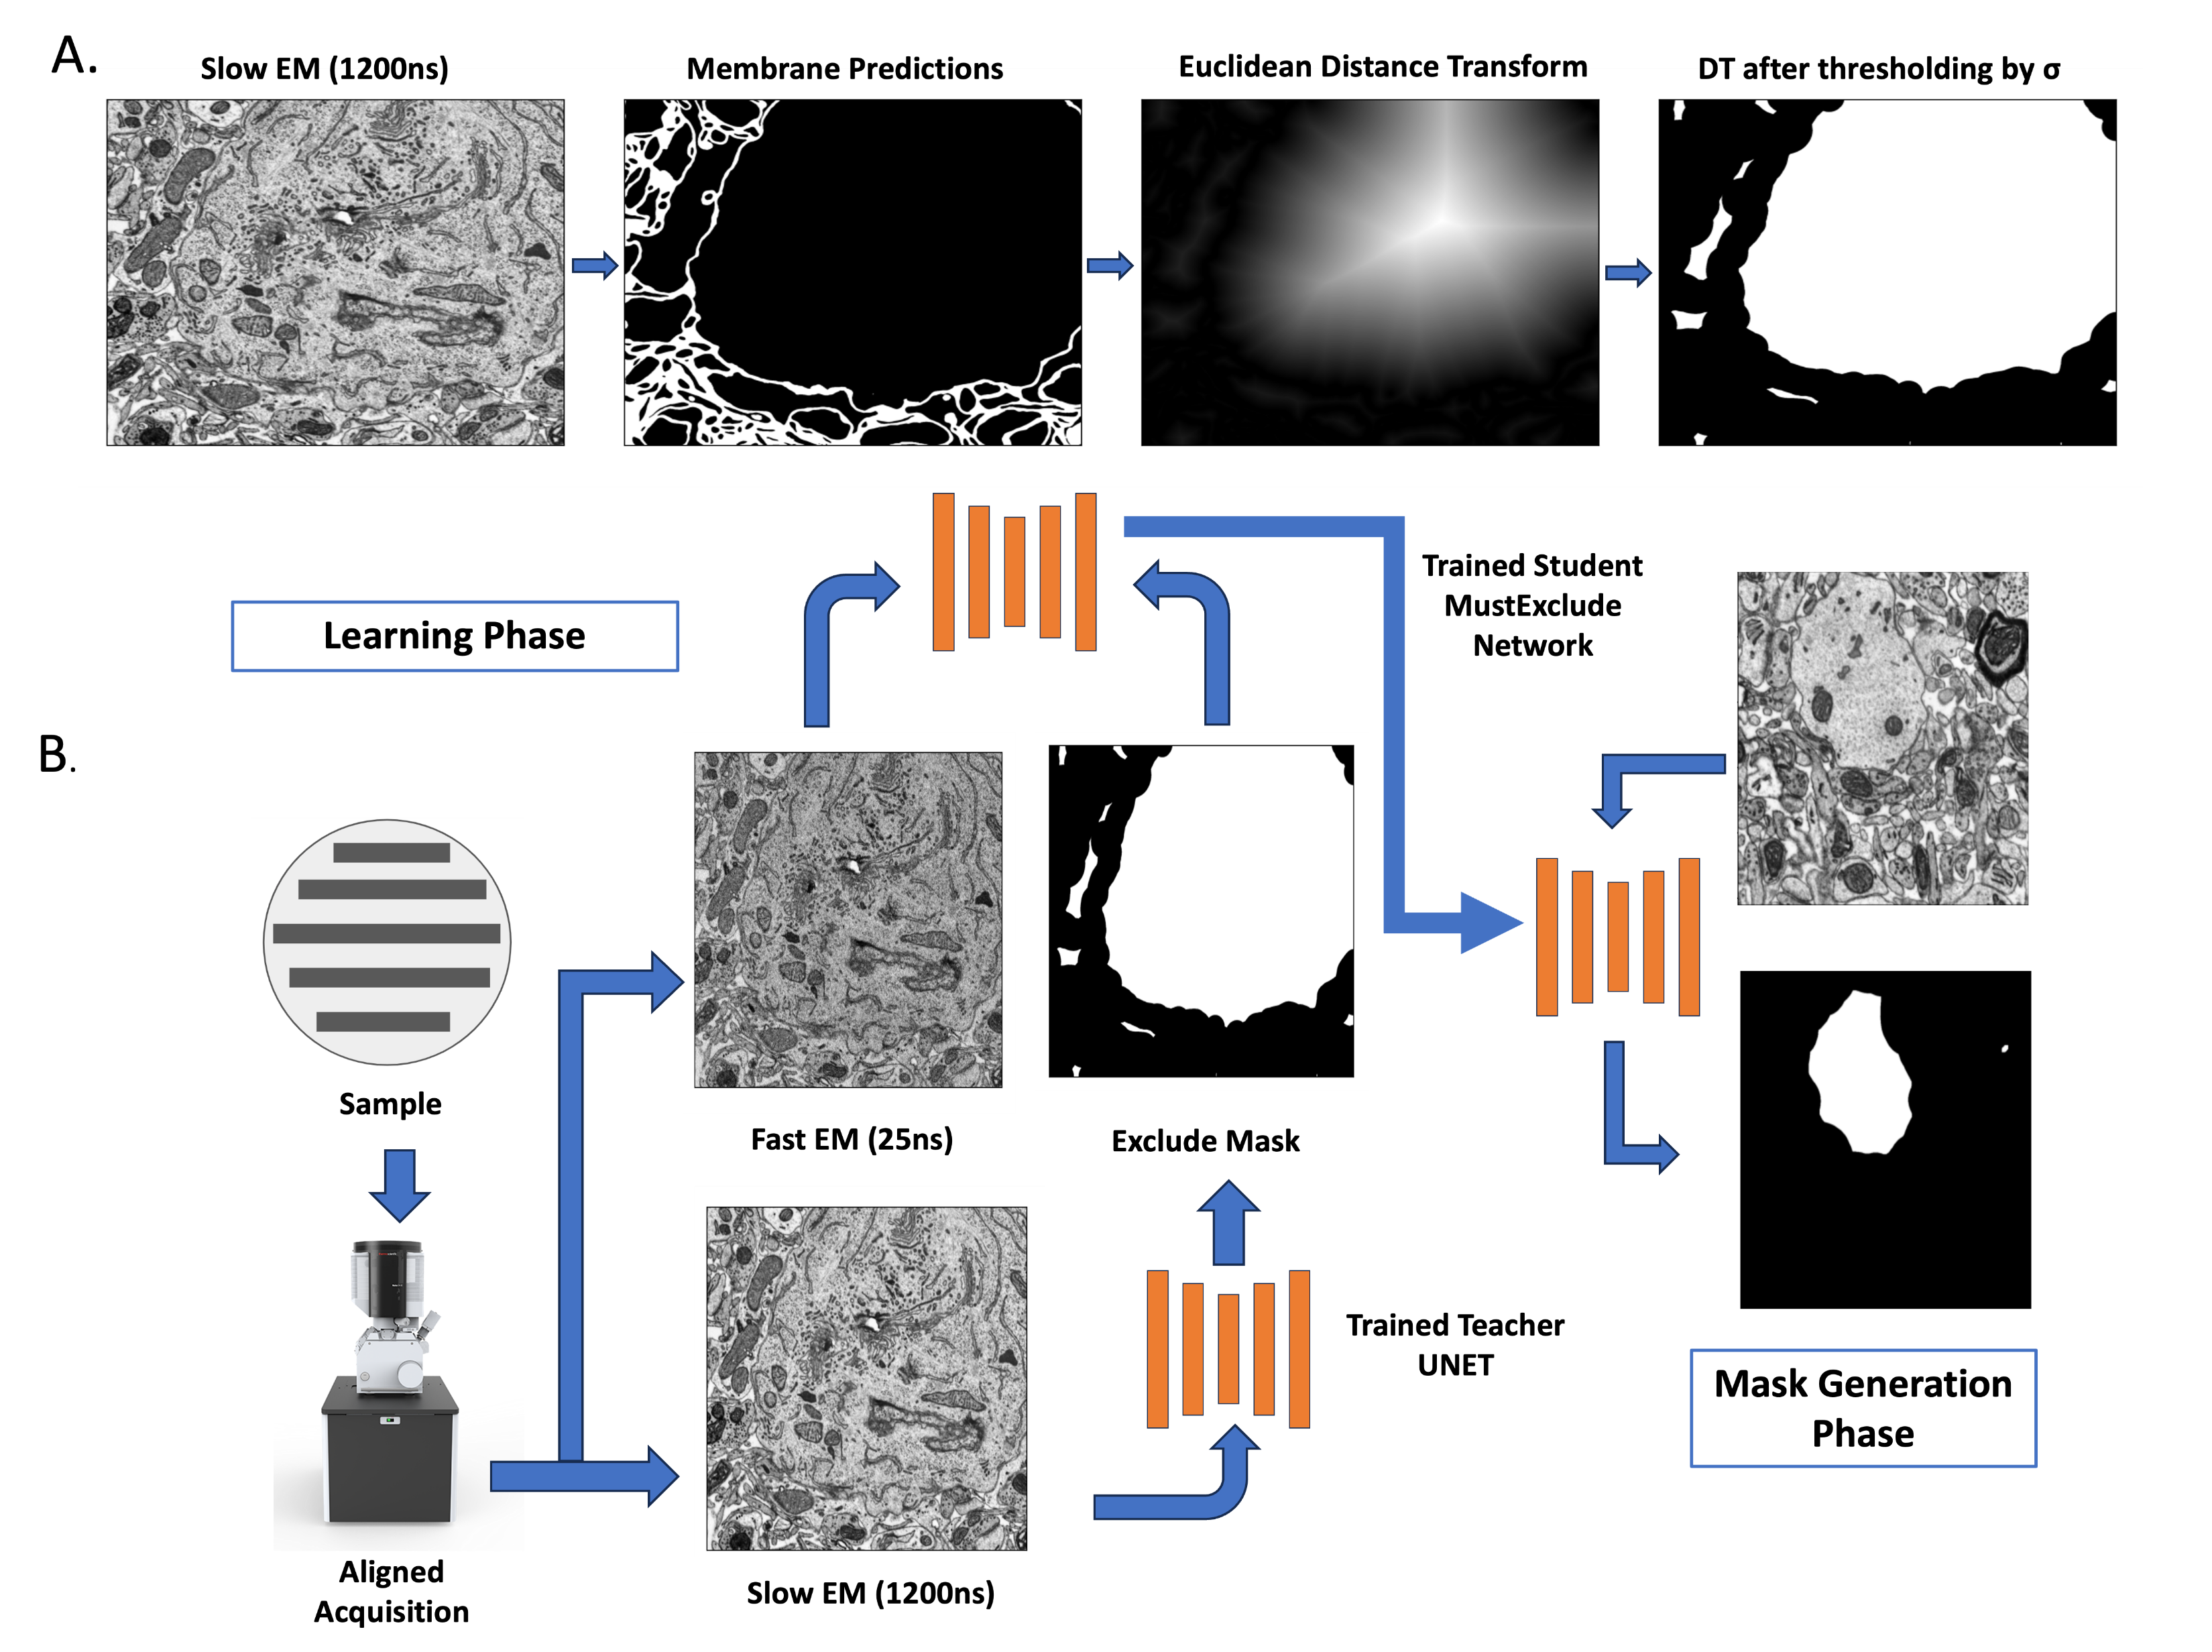 A.
Slow EM (1200ns)
Membrane Predictions
Euclidean Distance Transform
DT after thresholding by σ
Learning Phase
Trained Student
MustExclude
Network
B.
Sample
Fast EM (25ns)
Exclude Mask
Trained Teacher
UNET
Mask Generation
Phase
Aligned
Acquisition
Slow EM (1200ns)